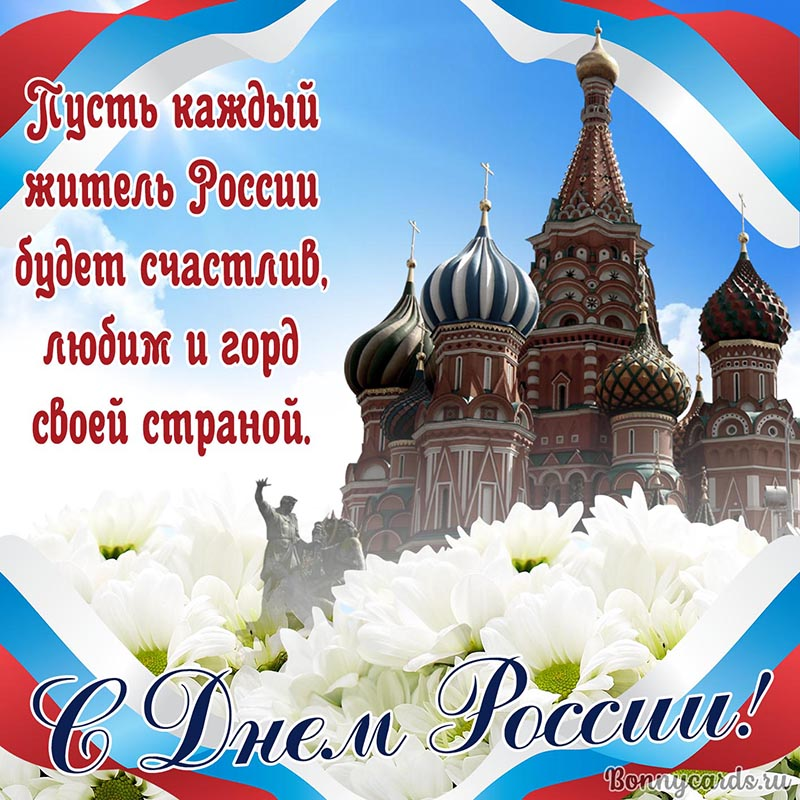 Пусть каждый
житель России
будет счастлив,
любим и горд
своей страной.
С Днем России!
Bonnycards.ru